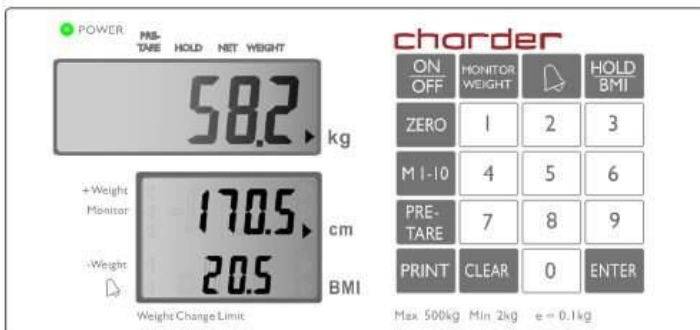 POWER
PRE-
TARE HOLD NET WEIGHT
58.2 kg
+Weight
Monitor
170.5 cm
-Weight
20.5 BMI
Weight Change Limit
charder
ON
OFF
MONITOR
WEIGHT
HOLD
BMI
ZERO 1 2 3
M 1-10 4 5 6
PRE-
TARE 7 8 9
PRINT CLEAR 0 ENTER
Max 500kg Min 2kg e = 0.1kg